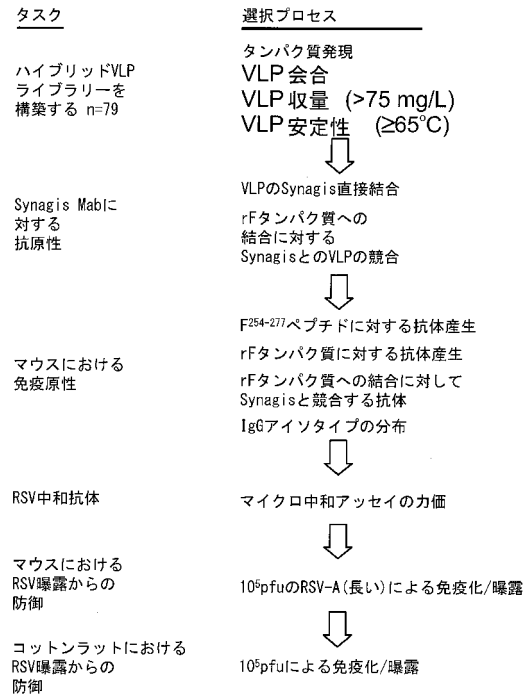 タスク
選択プロセス
ハイブリッドVLP
ライブラリーを
構築する n=79
タンパク質発現
VLP 会合
VLP 収量 (>75 mg/L)
VLP 安定性 (≥65°C)
Synagis Mabに
対する
抗原性
VLPのSynagis直接結合
rFタンパク質への
結合に対する
SynagisとのVLPの競合
マウスにおける
免疫原性
F254-277ペプチドに対する抗体産生
rFタンパク質に対する抗体産生
rFタンパク質への結合に対して
Synagisと競合する抗体
IgGアイソタイプの分布
RSV中和抗体
マイクロ中和アッセイの力価
マウスにおける
RSV曝露からの
防御
10⁵pfuのRSV-A(長い)による免疫化/曝露
コットンラットにおける
RSV曝露からの
防御
10⁵pfuによる免疫化/曝露